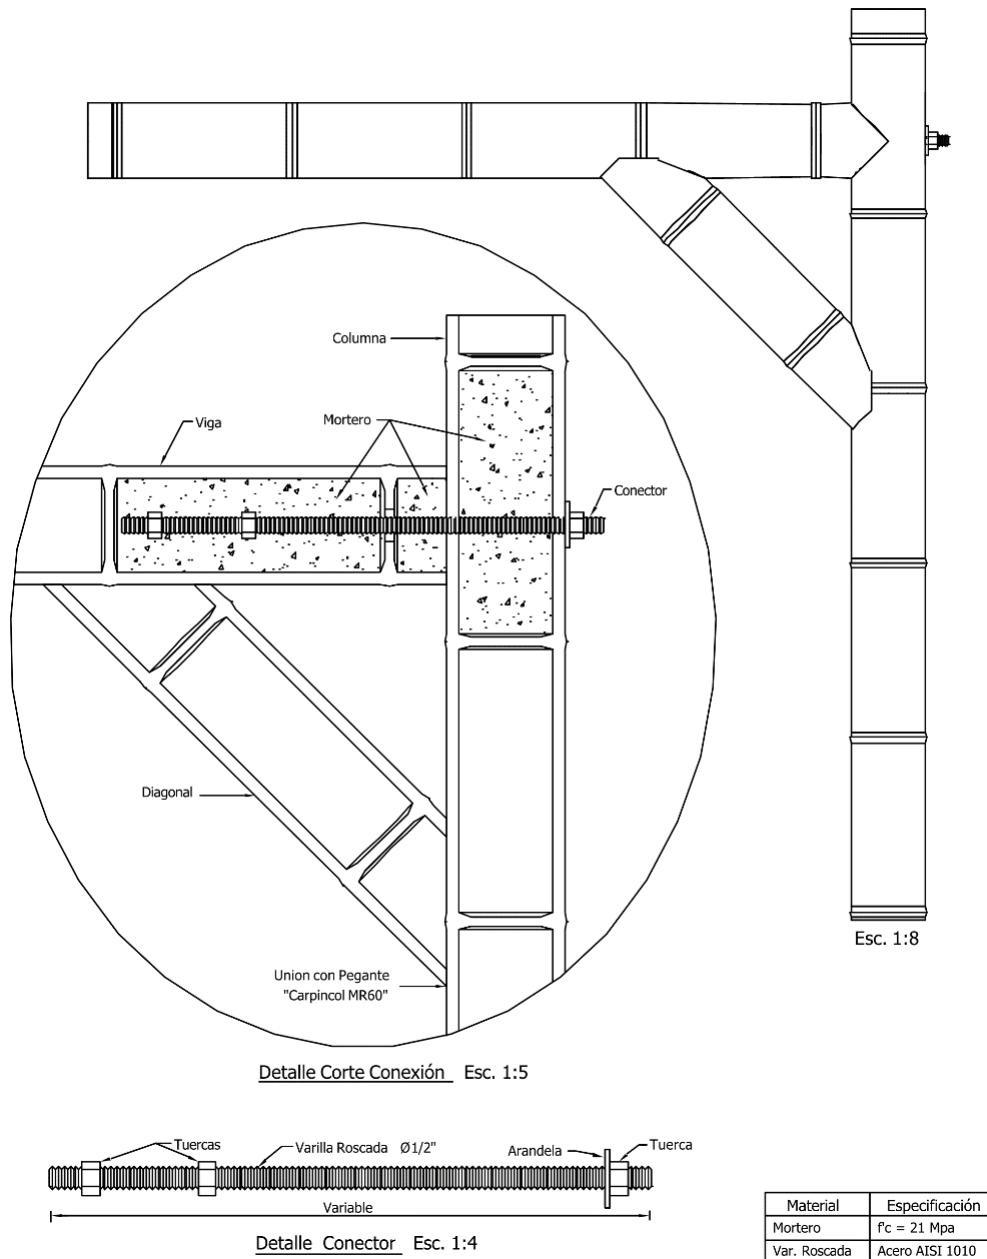 Esc. 1:8
Columna
Viga
Mortero
Conector
Diagonal
Union con Pegante
"Carpincol MR60"
Detalle Corte Conexión Esc. 1:5
Tuercas
Varilla Roscada Ø1/2"
Arandela
Tuerca
Variable
Detalle Conector Esc. 1:4
Material Especificación
Mortero f'c = 21 Mpa
Var. Roscada Acero AISI 1010